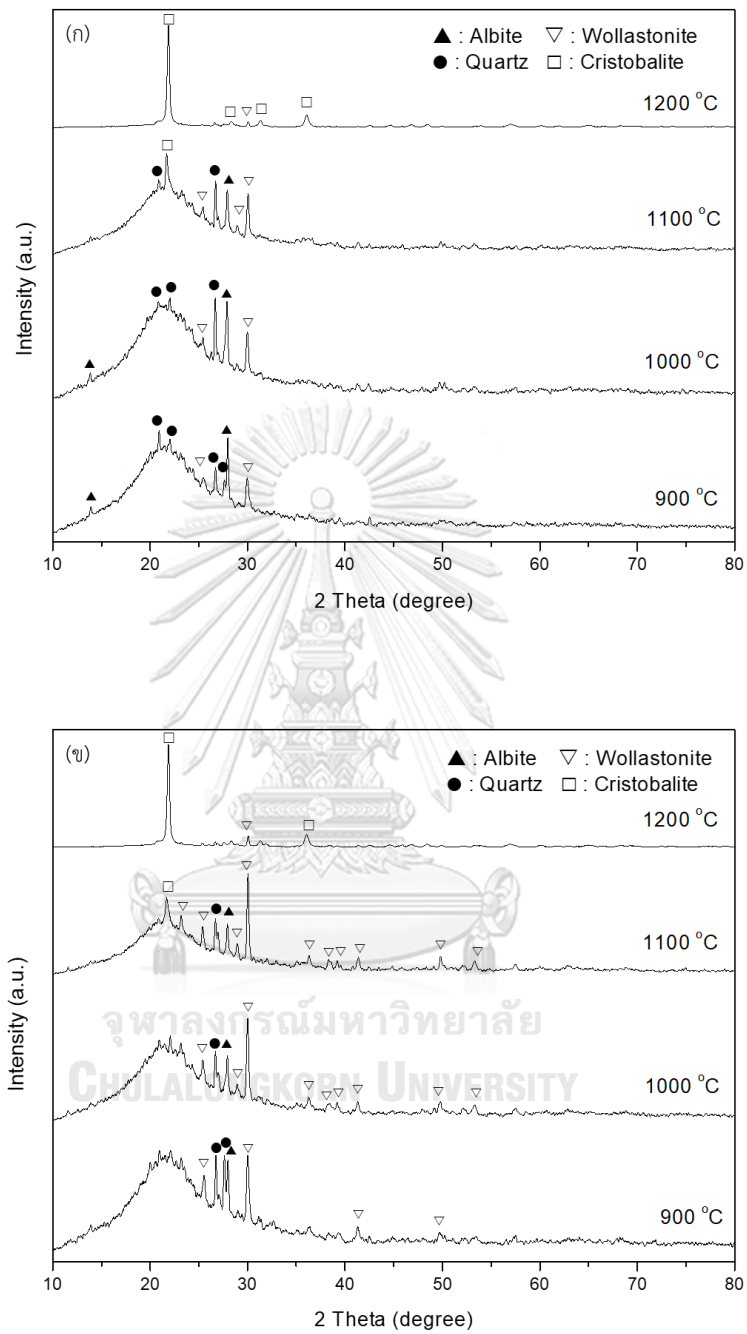 (ก)
▲ : Albite ▽ : Wollastonite
● : Quartz □ : Cristobalite
1200 °C
1100 °C
1000 °C
900 °C
Intensity (a.u.)
10 20 30 40 50 60 70 80
2 Theta (degree)
(ข)
▲ : Albite ▽ : Wollastonite
● : Quartz □ : Cristobalite
1200 °C
1100 °C
1000 °C
900 °C
Intensity (a.u.)
จุฬาลงกรณ์มหาวิทยาลัย
CHULALONGKORN UNIVERSITY
10 20 30 40 50 60 70 80
2 Theta (degree)